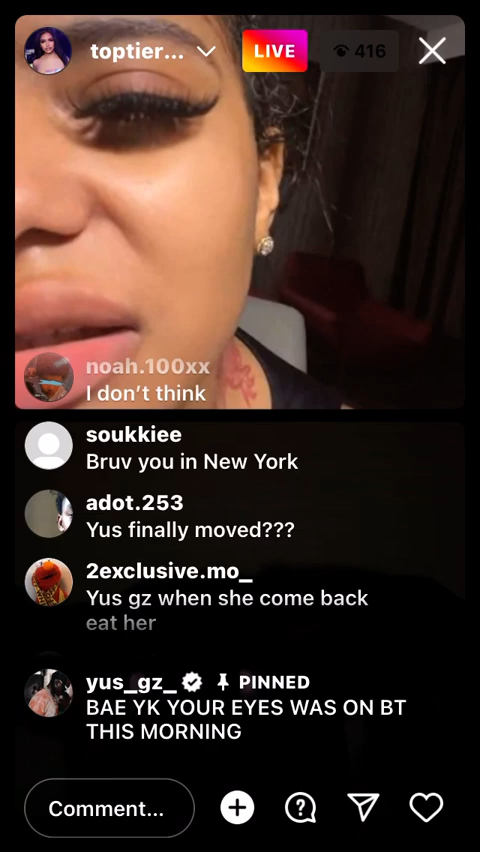 toptier...
LIVE
416
noah.100xx
I don't think
soukkiee
Bruv you in New York
adot.253
Yus finally moved???
2exclusive.mo_
Yus gz when she come back
eat her
yus_gz_ PINNED
BAE YK YOUR EYES WAS ON BT
THIS MORNING
Comment...